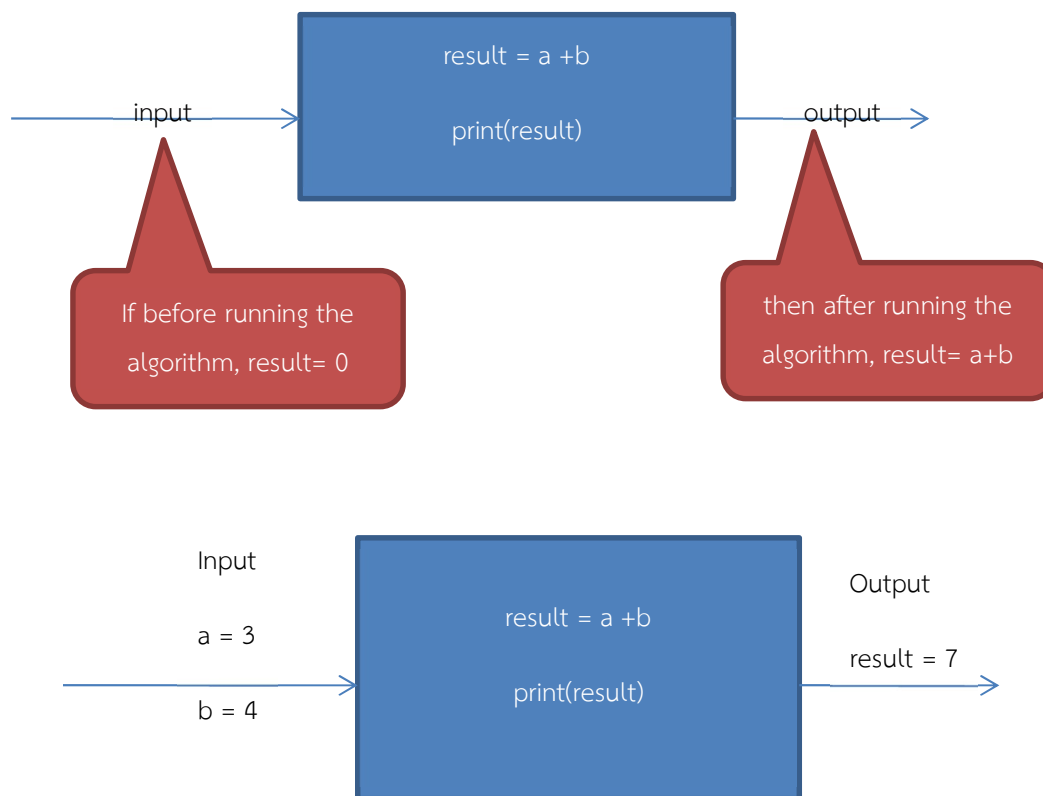 result = a +b
input
output
print(result)
If before running the
algorithm, result= 0
then after running the
algorithm, result= a+b
Input
a = 3
b = 4
result = a +b
print(result)
Output
result = 7